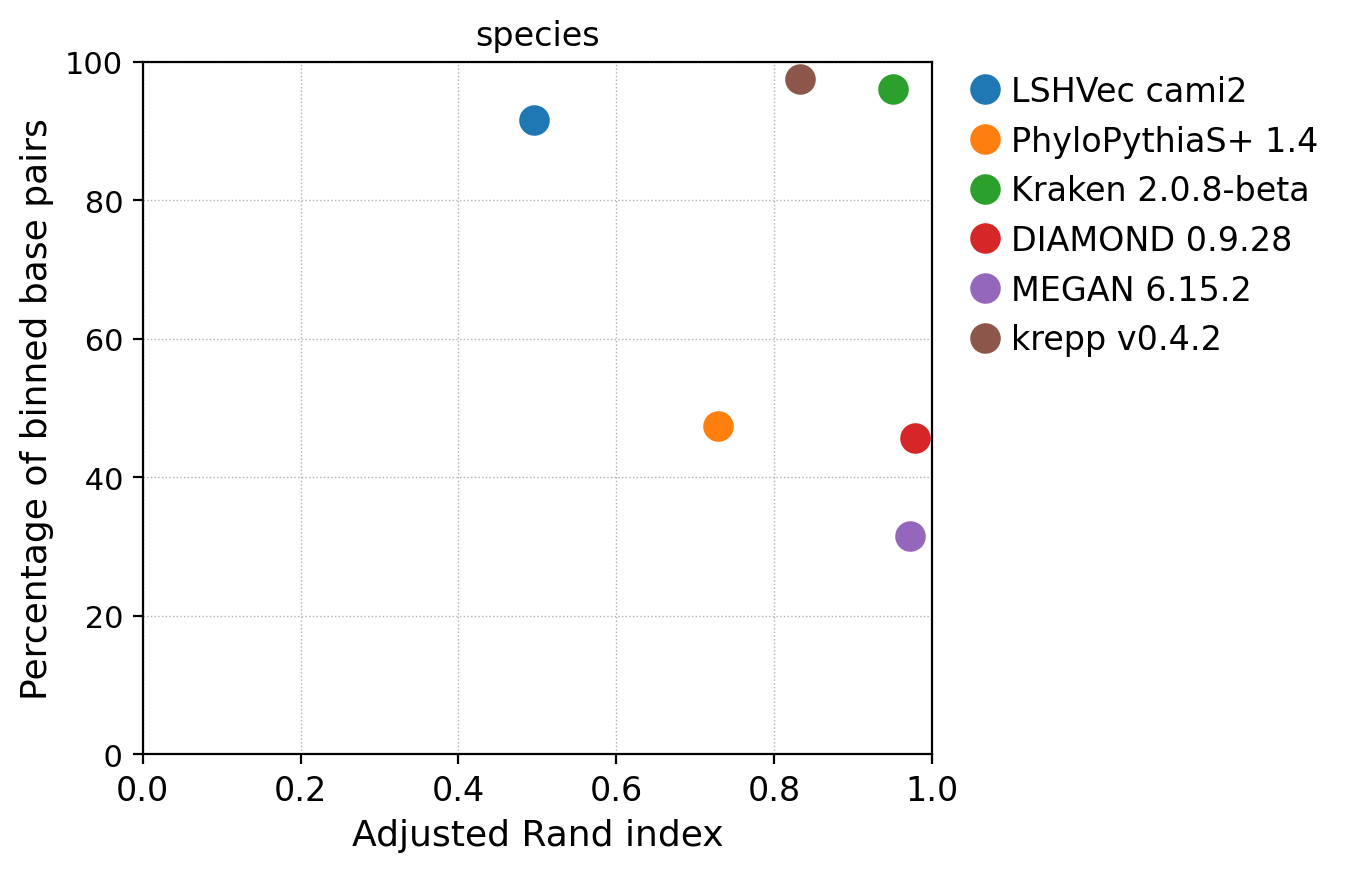 species
100
80
60
40
20
0
Percentage of binned base pairs
0.0 0.2 0.4 0.6 0.8 1.0
Adjusted Rand index
LSHVec cami2
PhyloPythiaS+ 1.4
Kraken 2.0.8-beta
DIAMOND 0.9.28
MEGAN 6.15.2
krepp v0.4.2